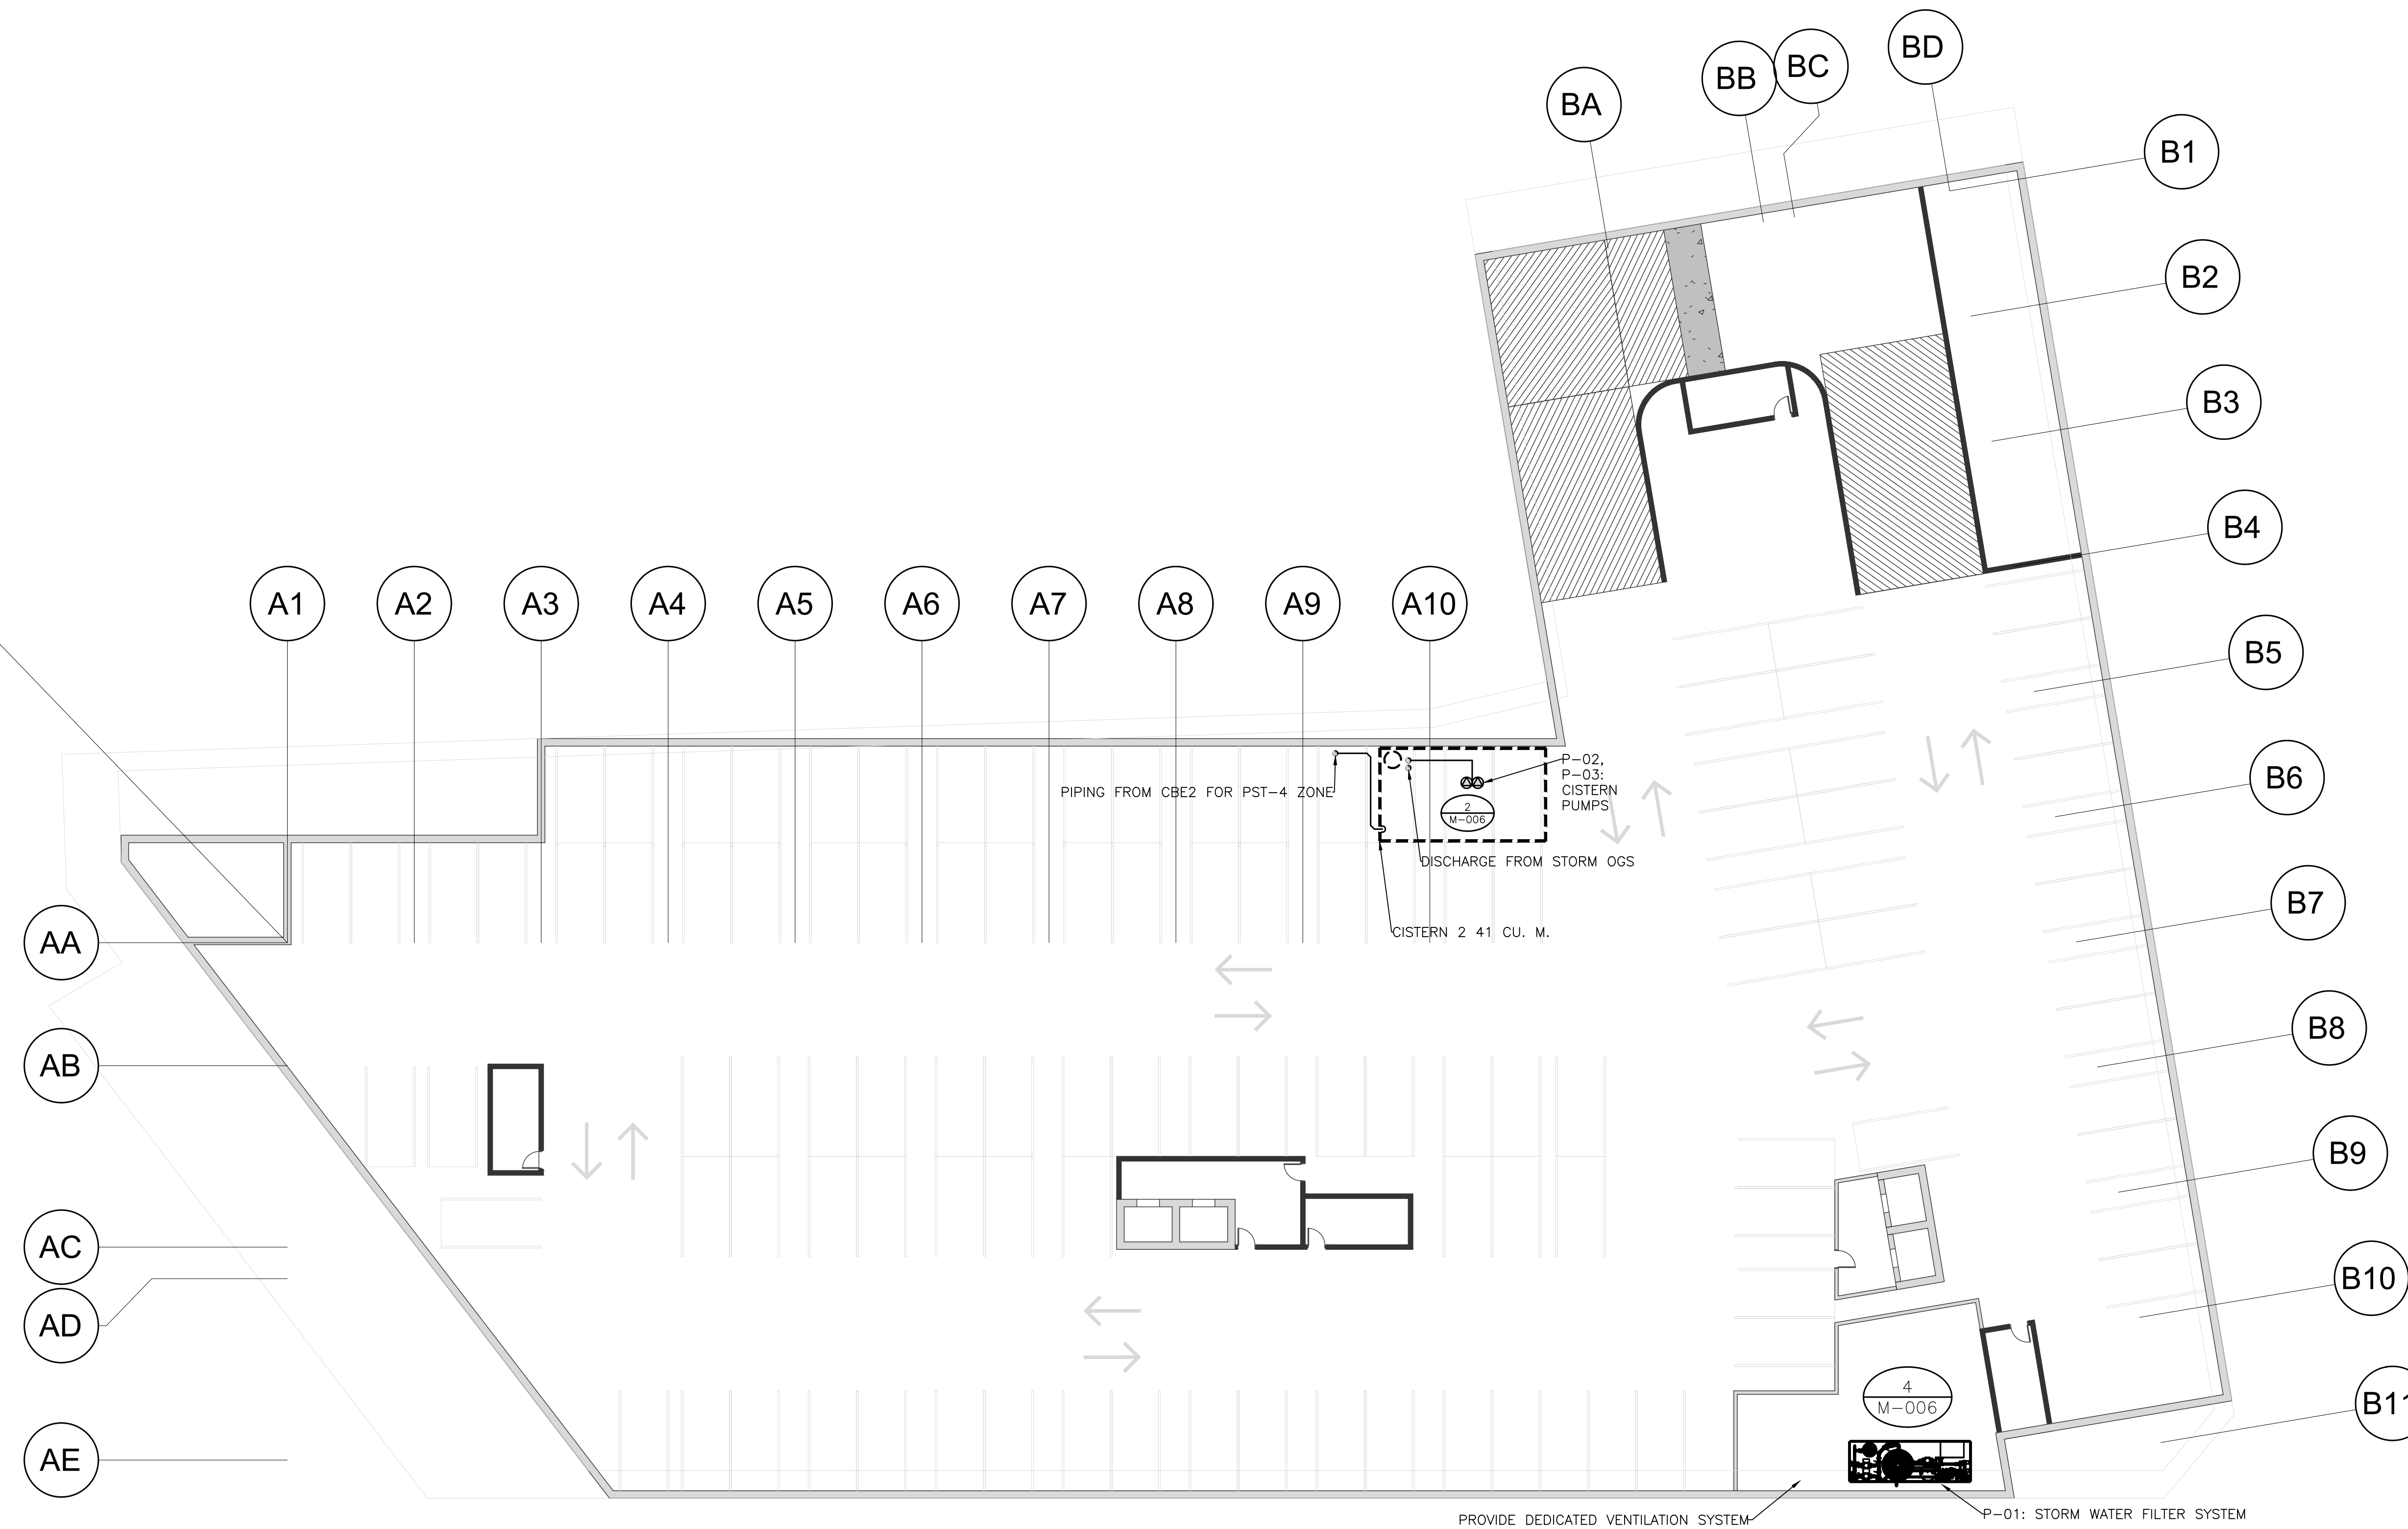 BD
BC
BB
BA
B1
B2
B3
B4
B5
A1
A2
A3
A4
A5
A6
A7
A8
A9
A10
B6
B7
B8
B9
B10
B11
PIPING FROM CBE2 FOR PST-4 ZONE
P-02,
P-03:
CISTERN
PUMPS
2
M-006
DISCHARGE FROM STORM OGS
CISTERN 2 41 CU. M.
AA
AB
AC
AD
AE
4
M-006
PROVIDE DEDICATED VENTILATION SYSTEM
P-01: STORM WATER FILTER SYSTEM